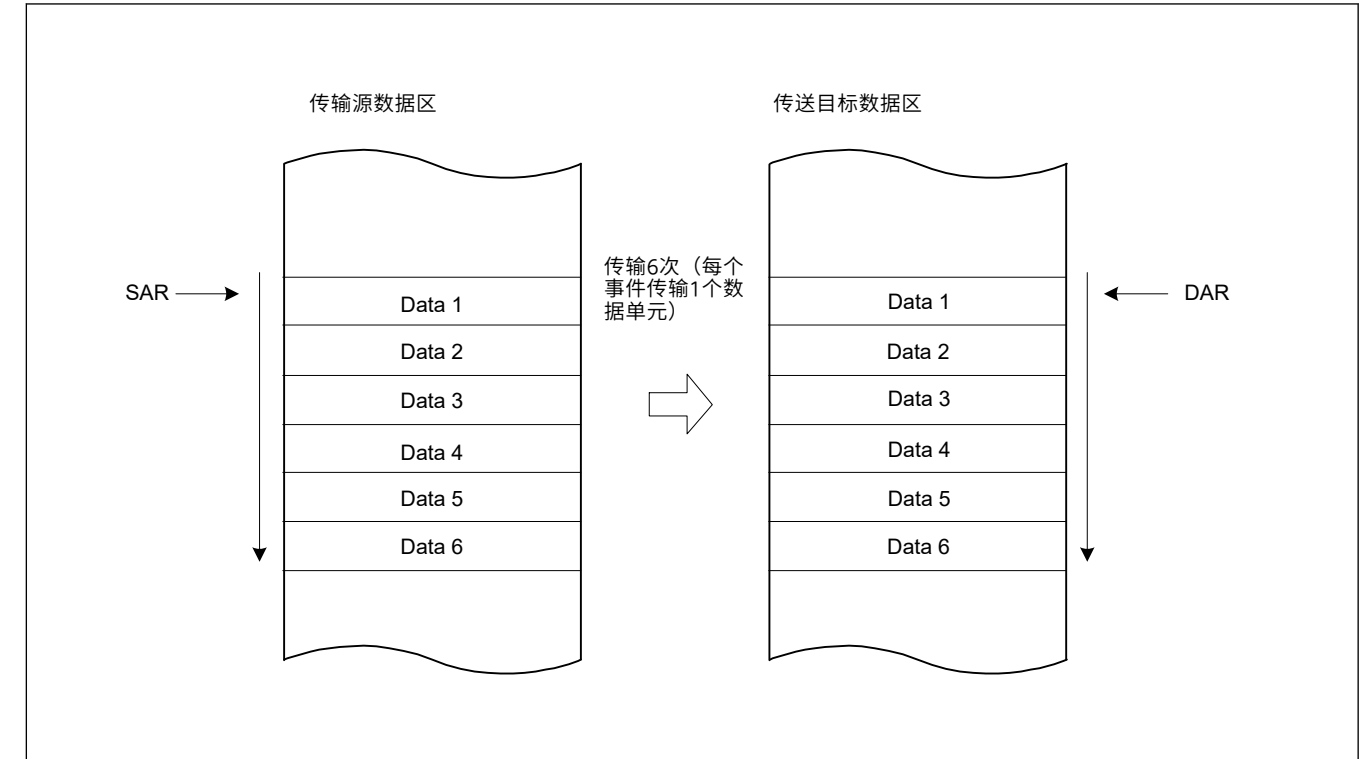 传输源数据区
传送目标数据区
传输6次（每个
事件传输1个数
据单元）
SAR
DAR
Data 1
Data 2
Data 3
Data 4
Data 5
Data 6
Data 1
Data 2
Data 3
Data 4
Data 5
Data 6